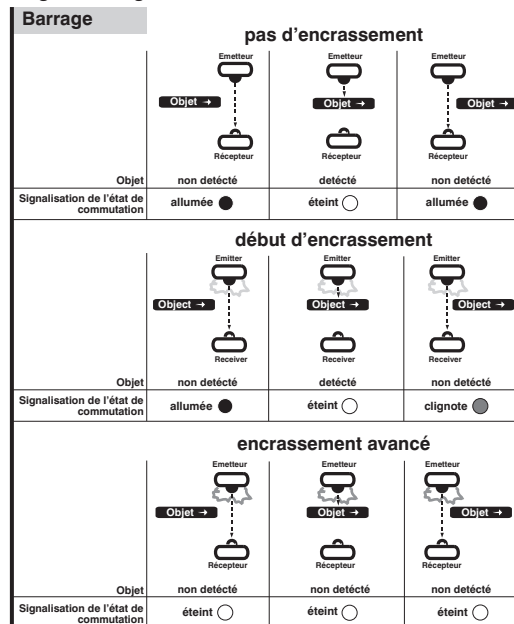 Barrage
pas d'encrassement
Emetteur Emetteur Emetteur
Objet → Objet → Objet →
Récepteur Récepteur Récepteur
Objet non detécté detécté non detécté
Signalisation de l'état de
commutation allumée éteint allumée
début d'encrassement
Emitter Emitter Emitter
Object → Object → Object →
Receiver Receiver Receiver
Objet non détécté detécté non détécté
Signalisation de l'état de
commutation allumée éteint clignote
encrassement avancé
Emetteur Emetteur Emetteur
Objet → Objet → Objet →
Récepteur Récepteur Récepteur
Objet non detécté non detécté non detécté
Signalisation de l'état de
commutation éteint éteint éteint